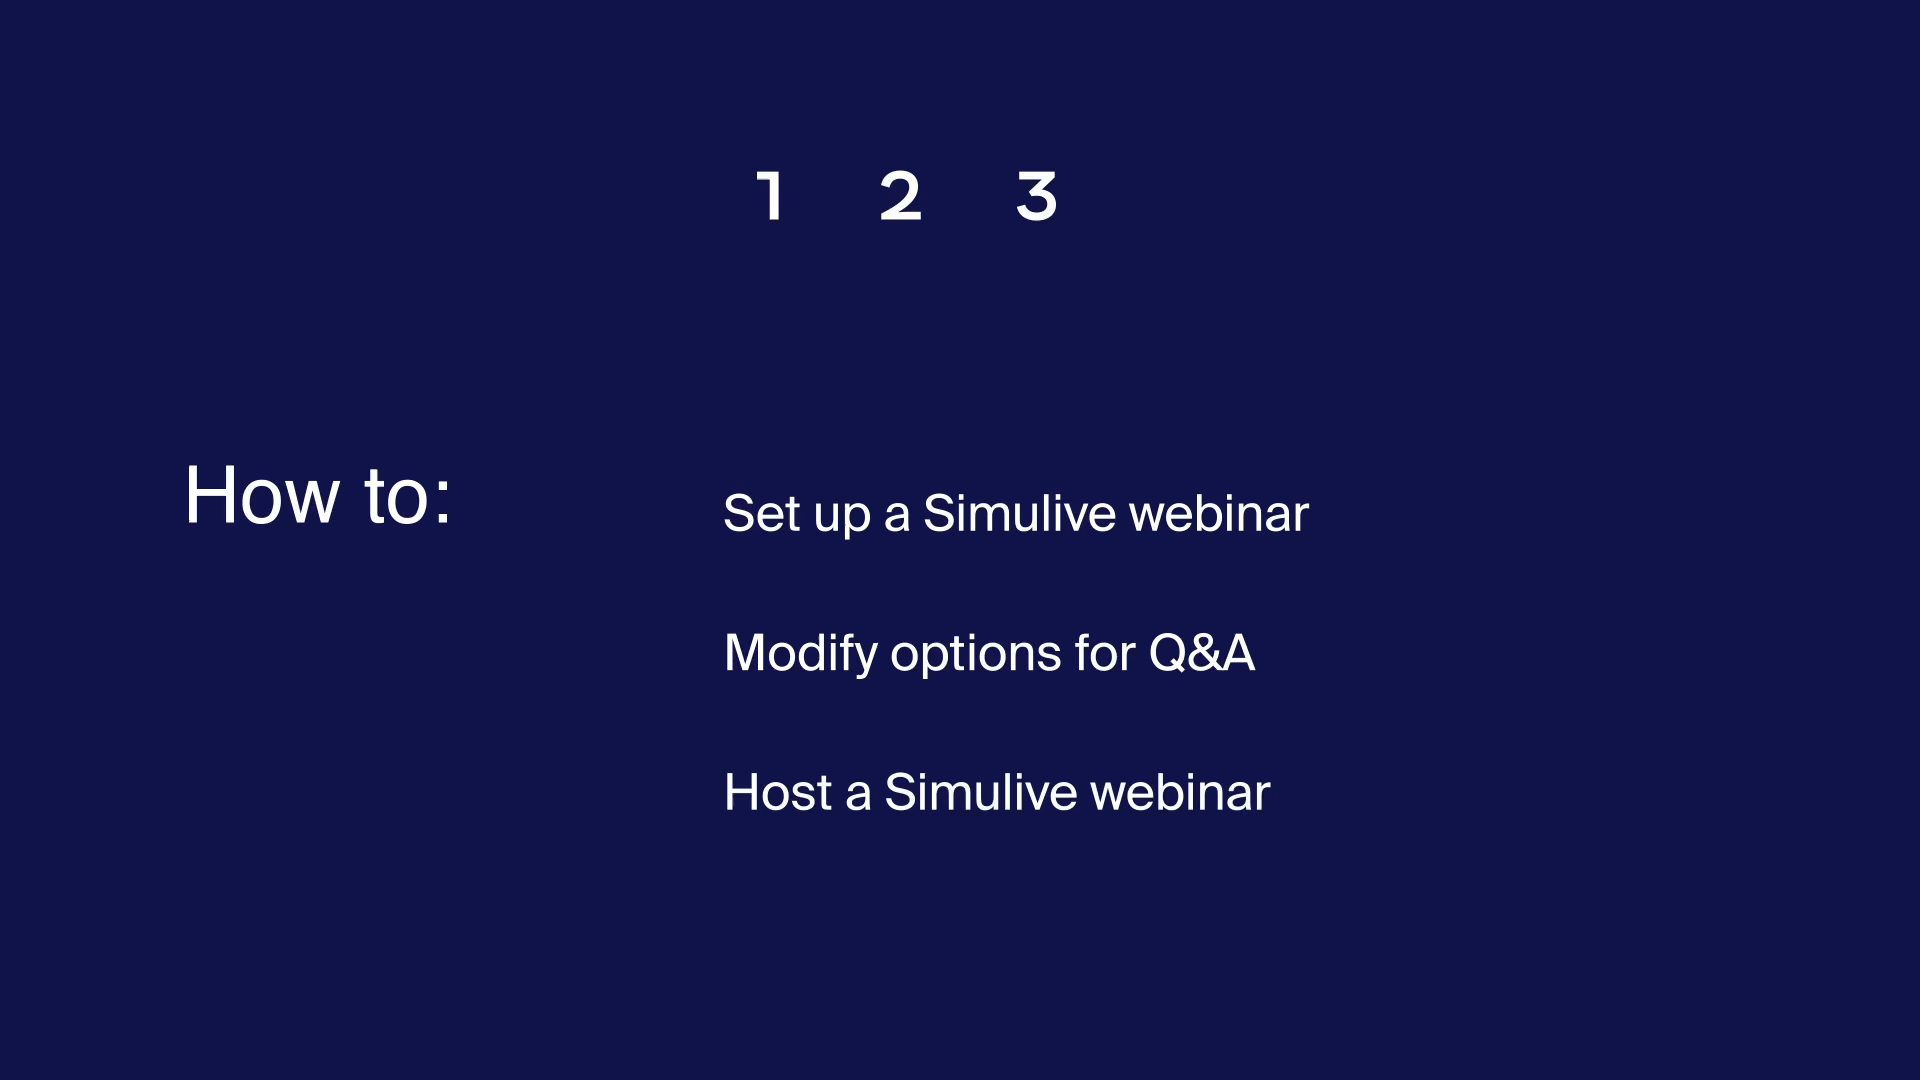 1 2 3
How to:
Set up a Simulive webinar
Modify options for Q&A
Host a Simulive webinar